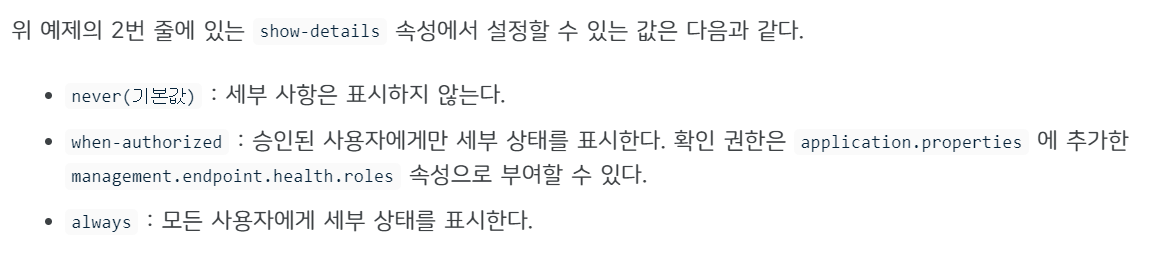 위 예제의 2번 줄에 있는 show-details 속성에서 설정할 수 있는 값은 다음과 같다.
• never(기본값) : 세부 사항은 표시하지 않는다.
• when-authorized : 승인된 사용자에게만 세부 상태를 표시한다. 확인 권한은 application.properties 에 추가한
management.endpoint.health.roles 속성으로 부여할 수 있다.
• always : 모든 사용자에게 세부 상태를 표시한다.